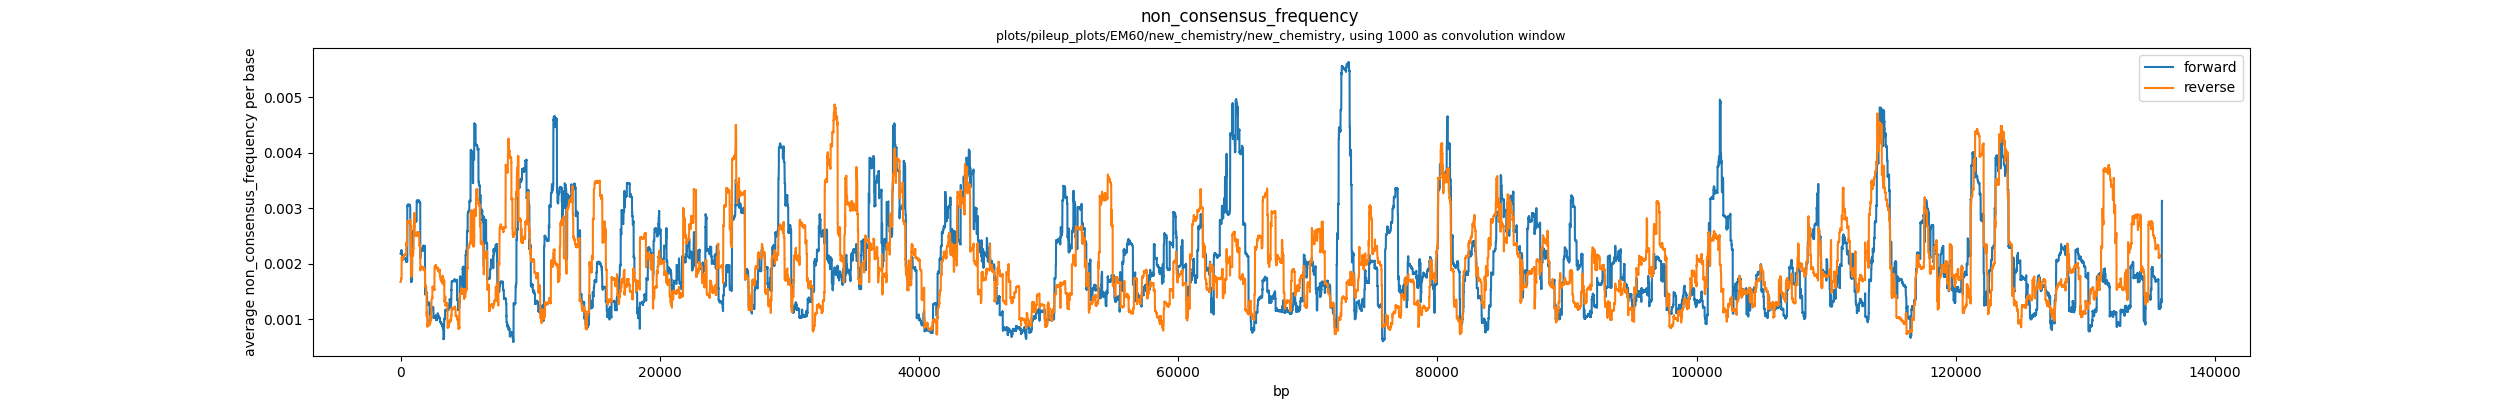 non_consensus_frequency
plots/pileup_plots/EM60/new_chemistry/new_chemistry, using 1000 as convolution window
average non_consensus_frequency per base
0.005
0.004
0.003
0.002
0.001
forward
reverse
0
20000
40000
60000
80000
100000
120000
140000
bp